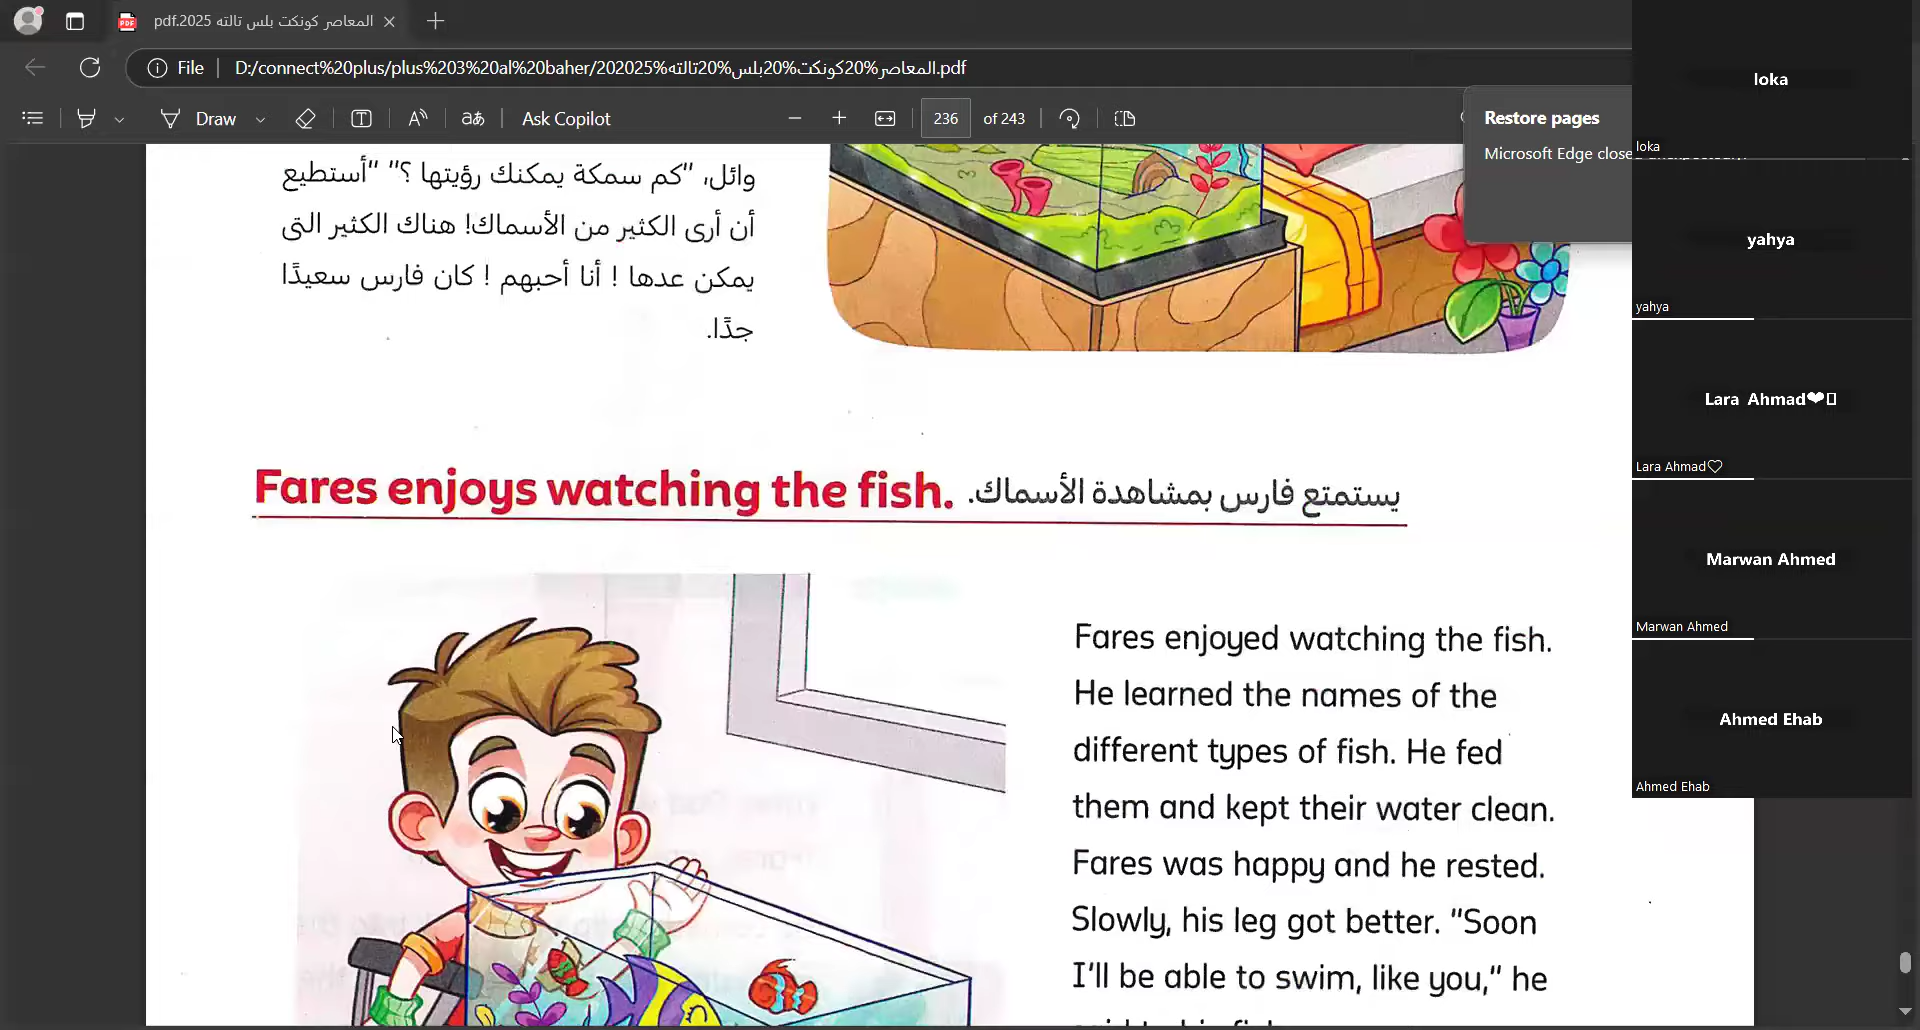 المعاصر كونكت بلس تالته 2025.pdf
File
D:/connect%20plus/plus%203%20al%20baher/202025%المعاصر%20كونكت%20بلس%20تالته.pdf
Draw
Ask Copilot
236
of 243
Restore pages
Microsoft Edge close
loka
loka
yahya
yahya
Lara Ahmad❤
Lara Ahmad♡
Marwan Ahmed
Marwan Ahmed
Ahmed Ehab
Ahmed Ehab
وائل، "كم سمكة يمكنك رؤيتها ؟" "أستطيع
أن أرى الكثير من الأسماك! هناك الكثير التى
يمكن عدها ! أنا أحبهم ! كان فارس سعيدًا
جدًا.
Fares enjoys watching the fish. يستمتع فارس بمشاهدة الأسماك.
Fares enjoyed watching the fish.
He learned the names of the
different types of fish. He fed
them and kept their water clean.
Fares was happy and he rested.
Slowly, his leg got better. "Soon
I'll be able to swim, like you," he